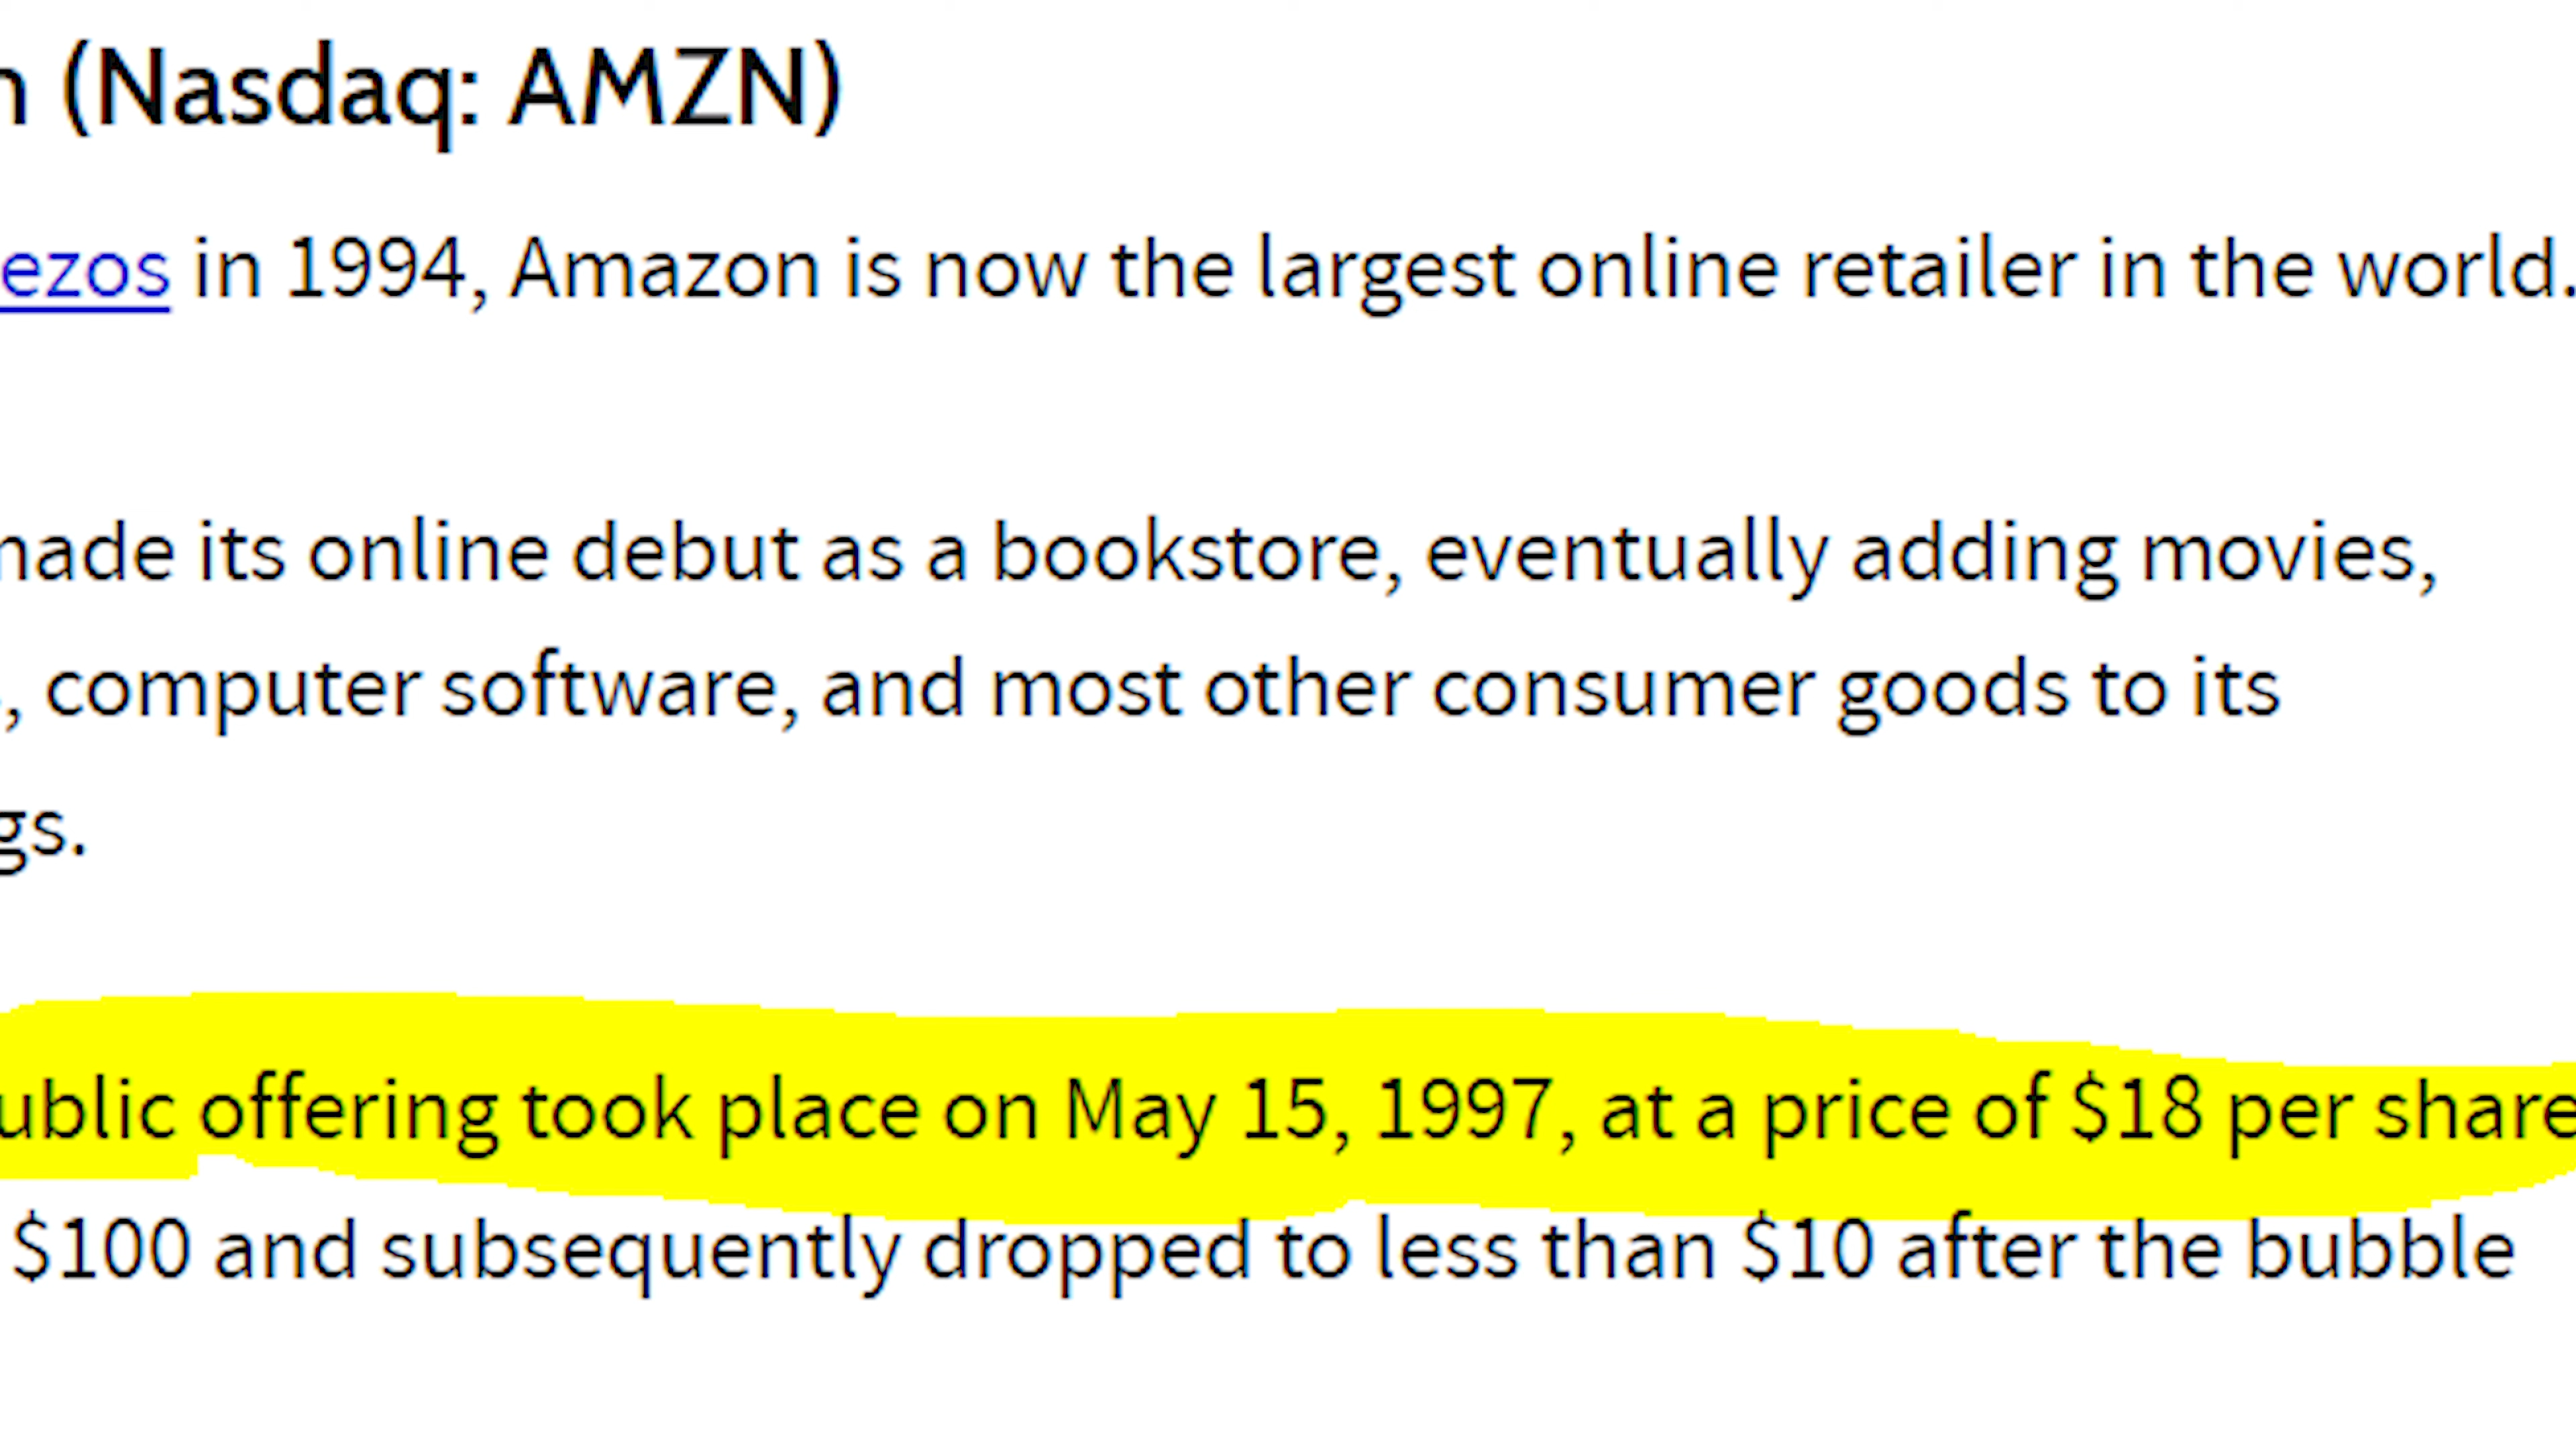 n (Nasdaq: AMZN)
ezos in 1994, Amazon is now the largest online retailer in the world.
made its online debut as a bookstore, eventually adding movies,
, computer software, and most other consumer goods to its
gs.
ublic offering took place on May 15, 1997, at a price of $18 per share
$100 and subsequently dropped to less than $10 after the bubble